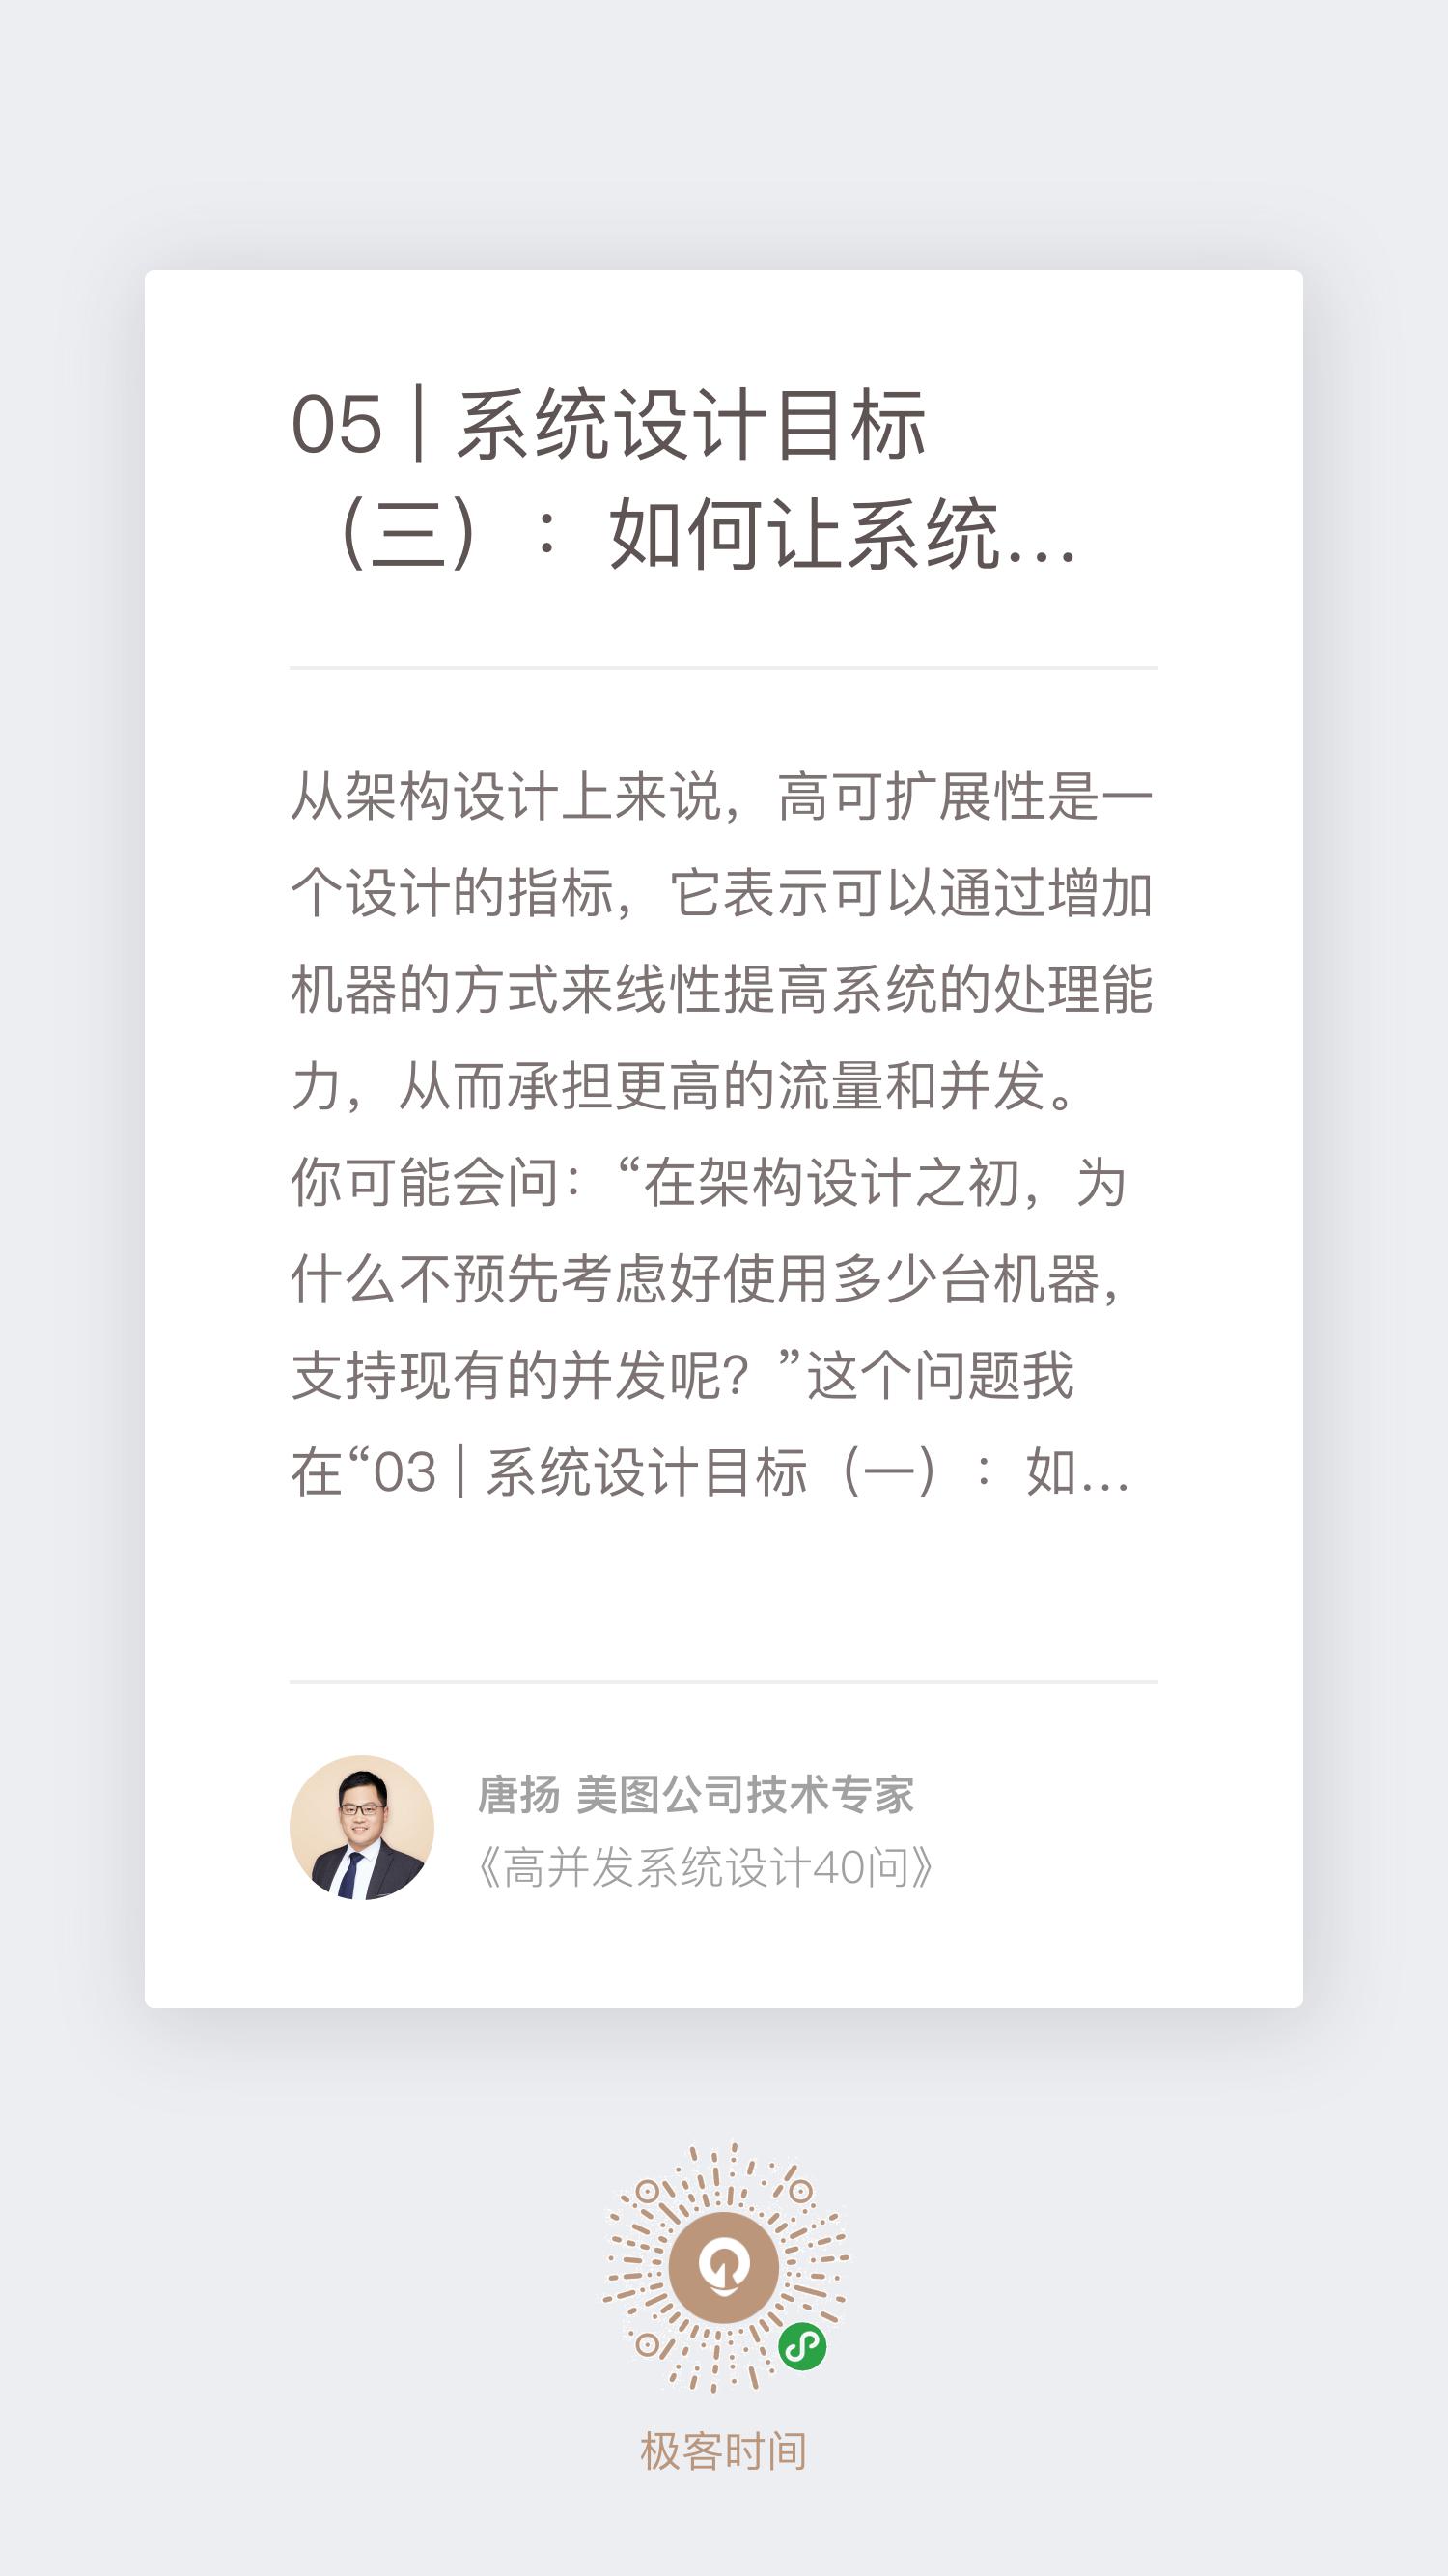 05 | 系统设计目标
（三）：如何让系统...
从架构设计上来说，高可扩展性是一
个设计的指标，它表示可以通过增加
机器的方式来线性提高系统的处理能
力，从而承担更高的流量和并发。
你可能会问：“在架构设计之初，为
什么不预先考虑好使用多少台机器，
支持现有的并发呢？”这个问题我
在“03 | 系统设计目标（一）：如...
唐扬 美图公司技术专家
《高并发系统设计40问》
极客时间